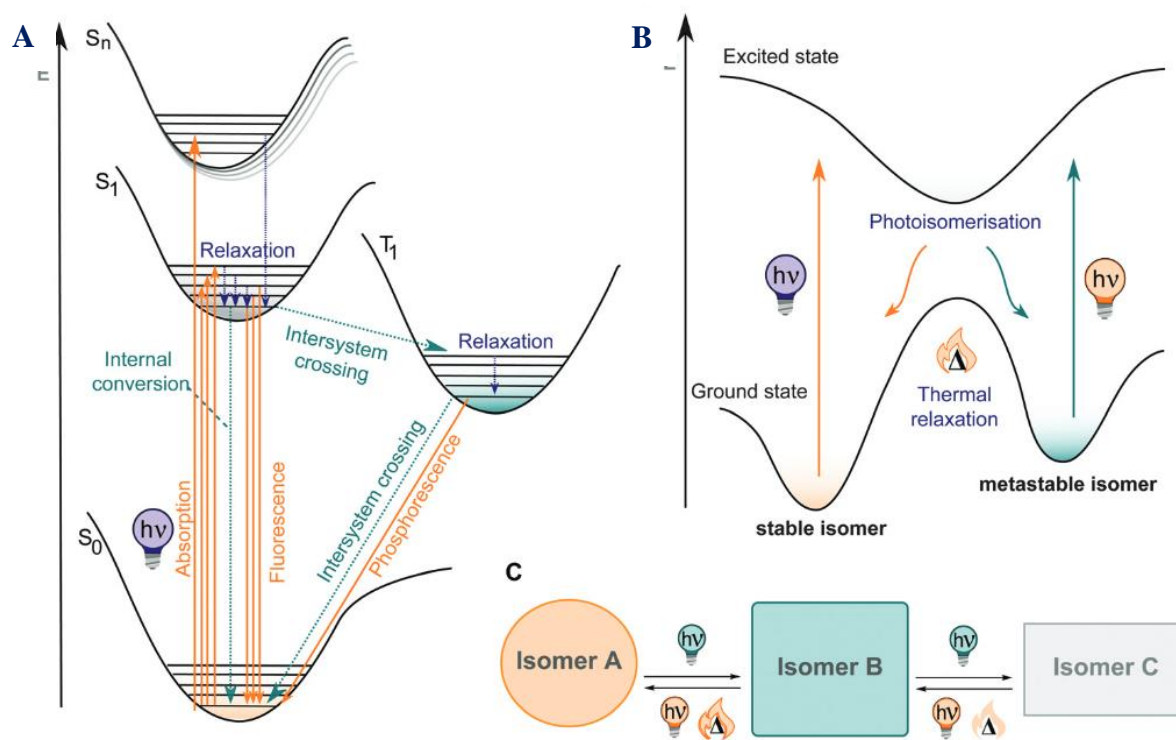 A
E
Sn
S1
Relaxation
T1
Internal
conversion
Intersystem
crossing
Relaxation
Absorption
Fluorescence
Intersystem crossing
Phosphorescence
hν
S0
B
Excited state
Photoisomerisation
hν
hν
Δ
Ground state
Thermal
relaxation
metastable isomer
stable isomer
C
Isomer A
hν
hν Δ
Isomer B
hν
hν Δ
Isomer C